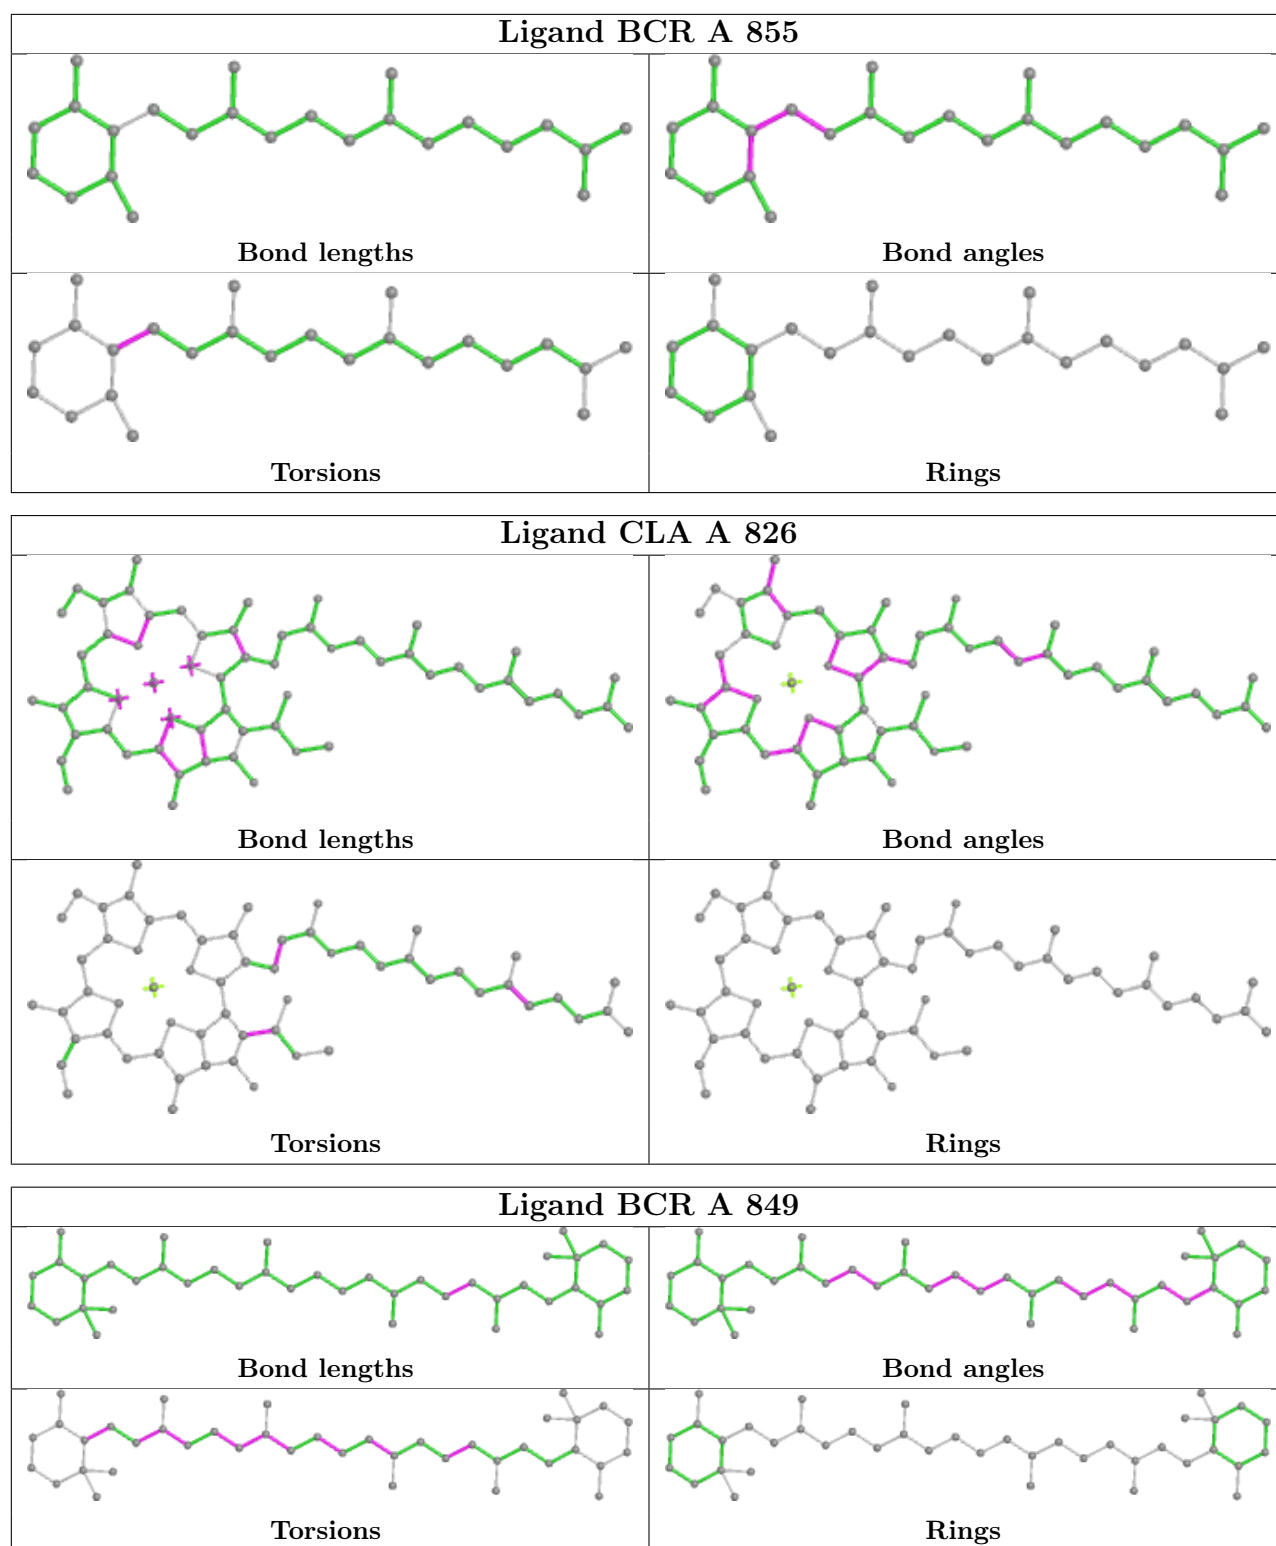 Ligand BCR A 855
Bond lengths
Bond angles
Torsions
Rings
Ligand CLA A 826
Bond lengths
Bond angles
Torsions
Rings
Ligand BCR A 849
Bond lengths
Bond angles
Torsions
Rings